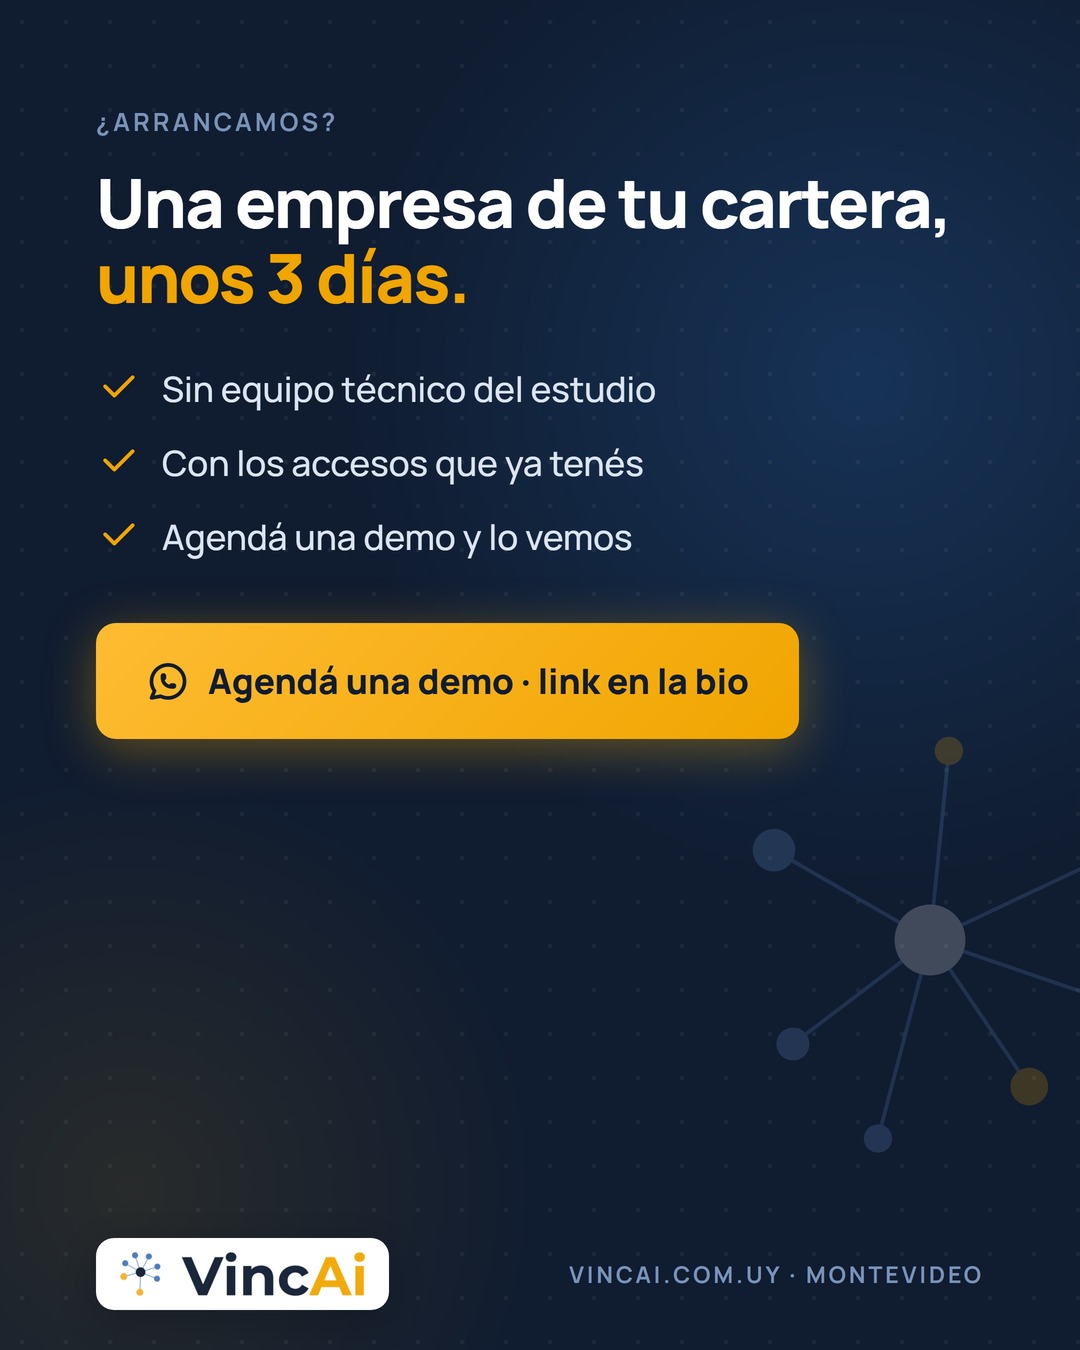 ¿ARRANCAMOS?
Una empresa de tu cartera,
unos 3 días.
Sin equipo técnico del estudio
Con los accesos que ya tenés
Agendá una demo y lo vemos
Agendá una demo · link en la bio
VincAi
VINCAI.COM.UY · MONTEVIDEO